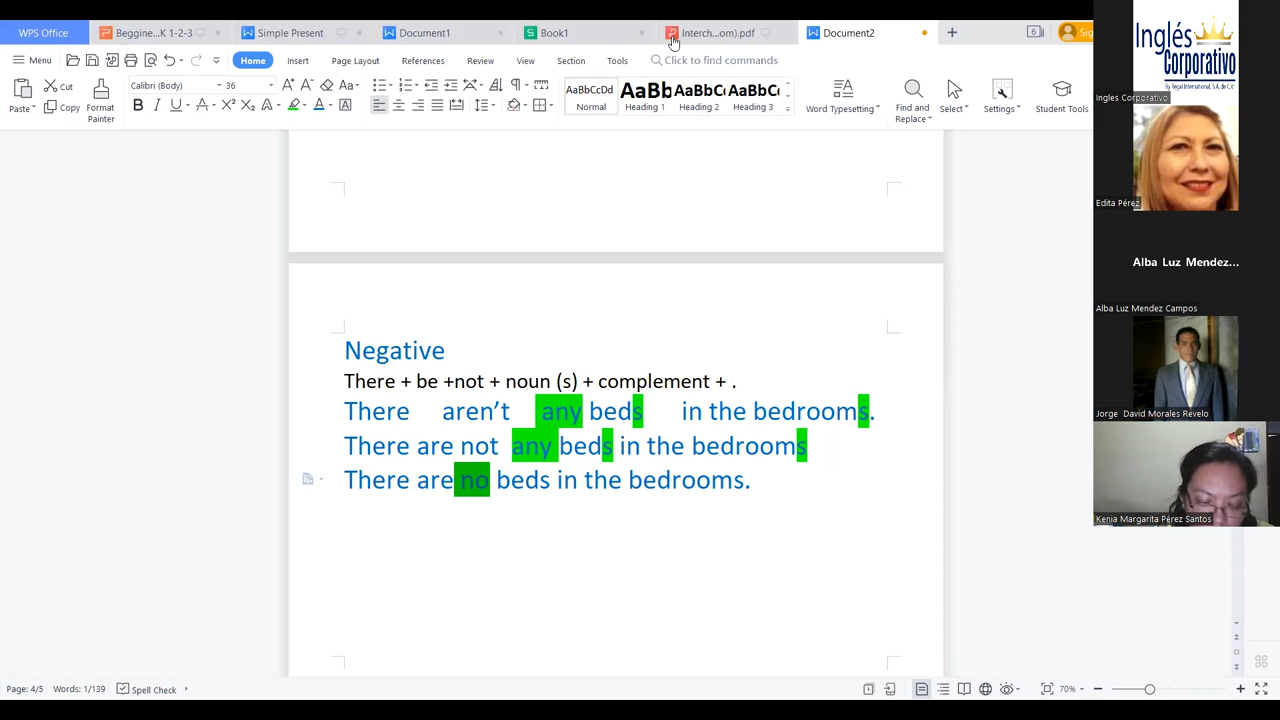 WPS Office
Beggine...K 1-2-3
Simple Present
Document1
Book1
Interch...om).pdf
Document2
Menu
Home
Insert
Page Layout
References
Review
View
Section
Tools
Click to find commands
Paste
Cut
Copy
Format Painter
Calibri (Body)
36
AaBbCcDd
Normal
AaBb
Heading 1
AaBbC
Heading 2
AaBbC
Heading 3
Word Typesetting
Find and Replace
Select
Settings
Student Tools
Negative
There + be +not + noun (s) + complement + .
There aren't any beds in the bedrooms.
There are not any beds in the bedrooms
There are no beds in the bedrooms.
Page: 4/5
Words: 1/139
Spell Check
70%
Inglés
Corporativo
By Regal International, S.A. de C.V.
Ingles Corporativo
Edita Pérez
Alba Luz Mendez...
Alba Luz Mendez Campos
Jorge David Morales Revelo
Kenia Margarita Pérez Santos